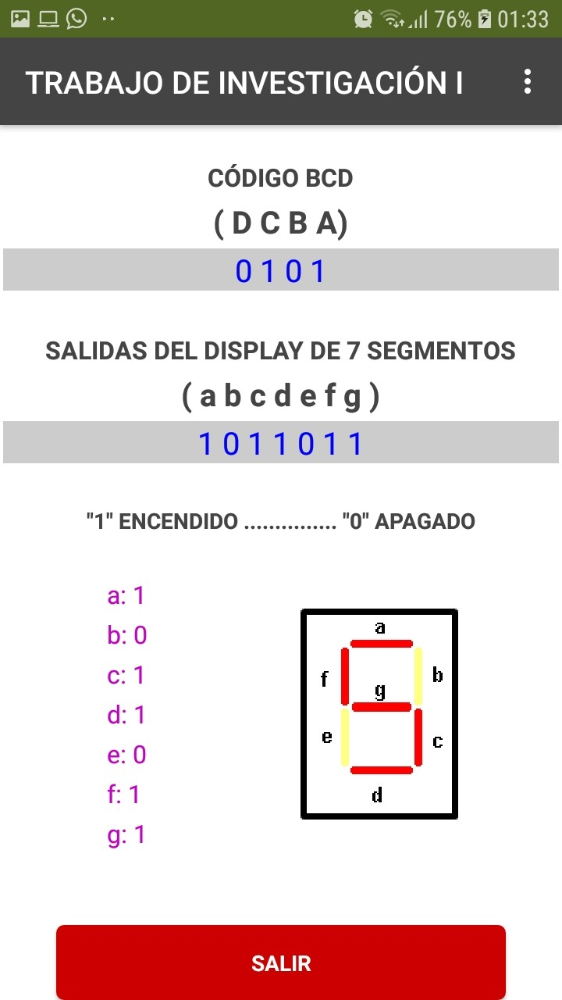 76% 01:33
TRABAJO DE INVESTIGACIÓN I
CÓDIGO BCD
( D C B A)
0 1 0 1
SALIDAS DEL DISPLAY DE 7 SEGMENTOS
( a b c d e f g )
1 0 1 1 0 1 1
"1" ENCENDIDO ............... "0" APAGADO
a: 1
b: 0
c: 1
d: 1
e: 0
f: 1
g: 1
a
f
b
g
e
c
d
SALIR